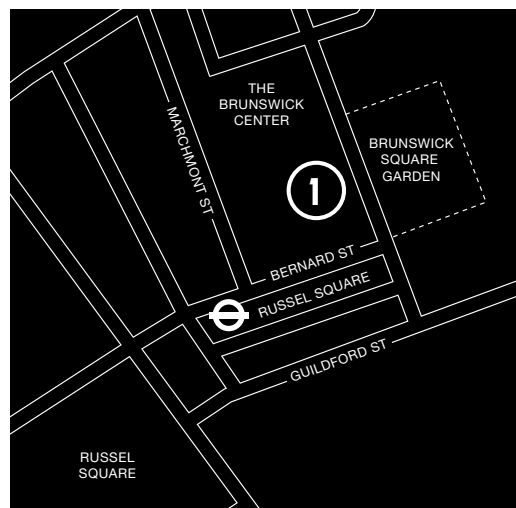 THE
BRUNSWICK
CENTER
MARCHMONT ST
BRUNSWICK
SQUARE
GARDEN
1
BERNARD ST
RUSSEL SQUARE
GUILDFORD ST
RUSSEL
SQUARE